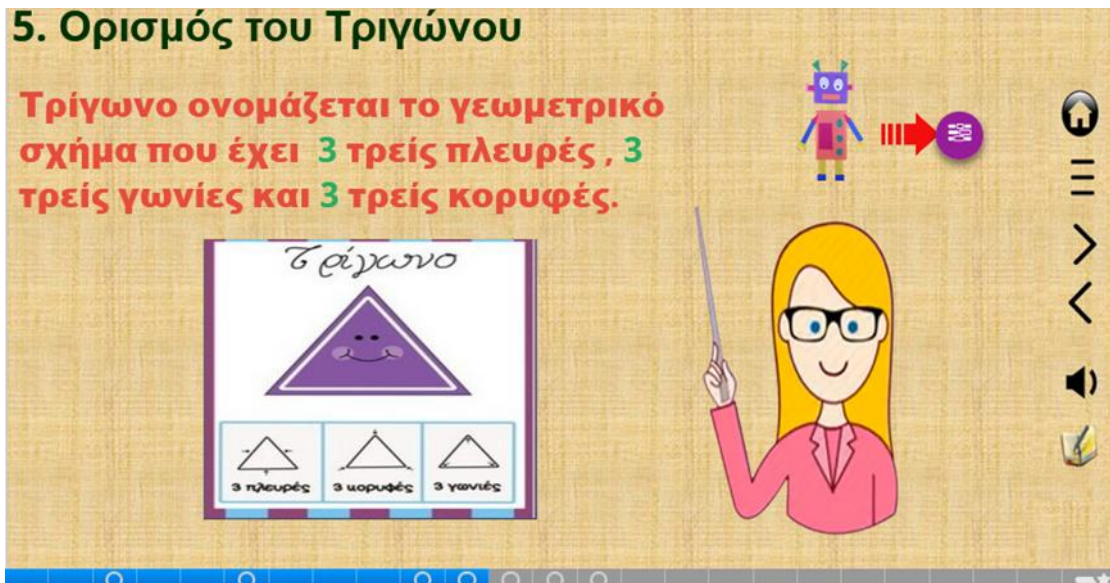 5. Ορισμός του Τριγώνου
Τρίγωνο ονομάζεται το γεωμετρικό
σχήμα που έχει 3 τρείς πλευρές , 3
τρείς γωνίες και 3 τρείς κορυφές.
Τρίγωνο
3 πλευρές 3 κορυφές 3 γωνιές